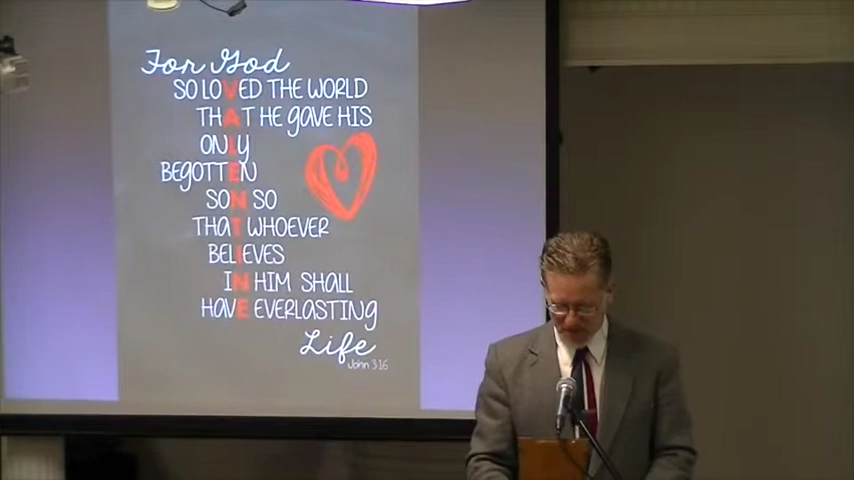 For God
SO LOVED THE WORLD
THAT HE GAVE HIS
ONLY
BEGOTTEN
SON SO
THAT WHOEVER
BELIEVES
IN HIM SHALL
HAVE EVERLASTING
Life
John 3:16